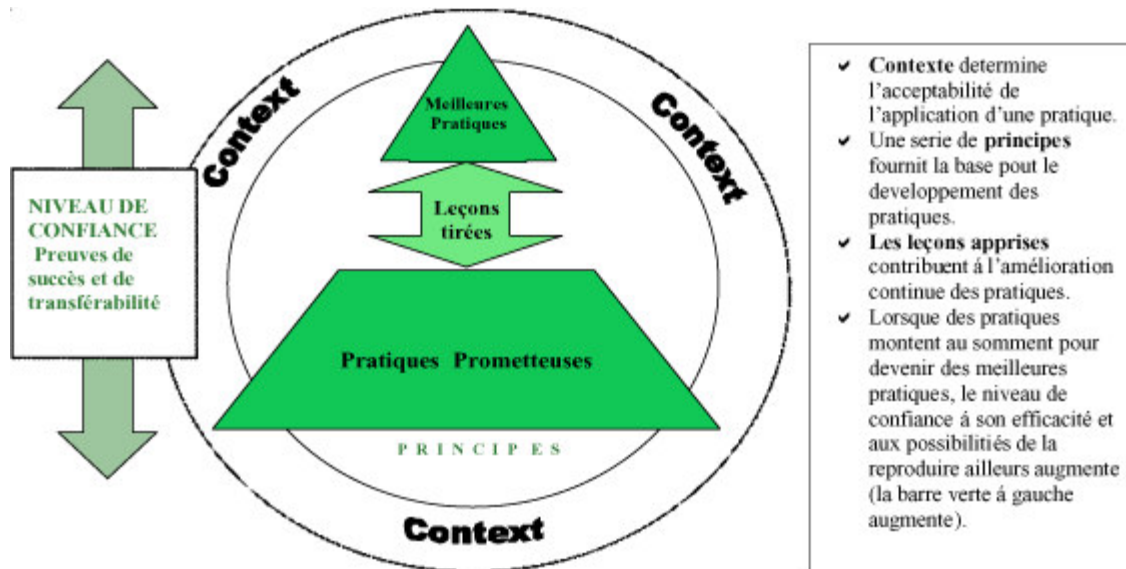 NIVEAU DE
CONFIANCE
Preuves de
succès et de
transférabilité
Context
Context
Meilleures
Pratiques
Leçons
tirées
Pratiques Prometteuses
PRINCIPES
Context
✓ Contexte determine
l’acceptabilité de
l’application d’une pratique.
✓ Une serie de principes
fournit la base pout le
developpement des
pratiques.
✓ Les leçons apprises
contribuent á l’amélioration
continue des pratiques.
✓ Lorsque des pratiques
montent au sommet pour
devenir des meilleures
pratiques, le niveau de
confiance á son efficacité et
aux possibilitiés de la
reproduire ailleurs augmente
(la barre verte á gauche
augmente).